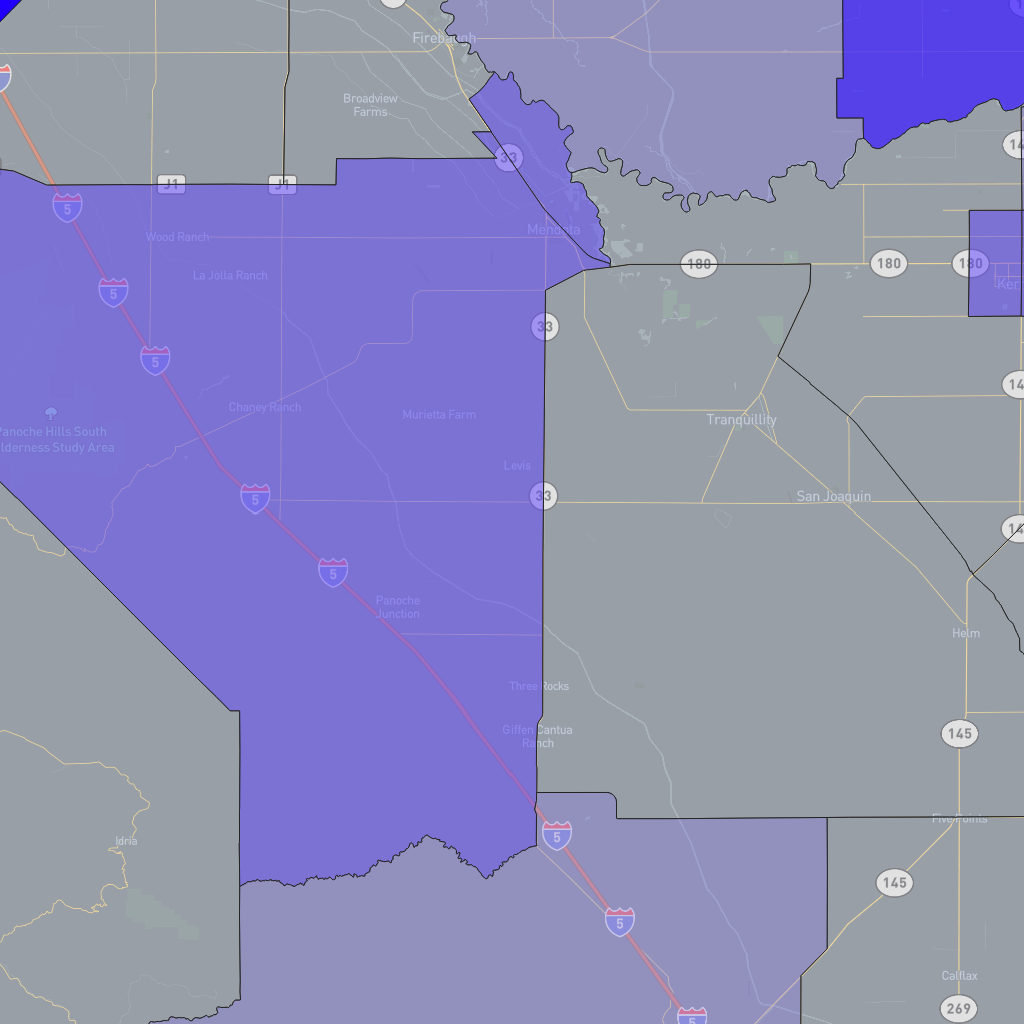 Firebaugh
Broadview
Farms
33
J1
J1
5
Wood Ranch
Mendota
La Jolla Ranch
180
180
180
5
33
5
Chaney Ranch
Murietta Farm
Tranquillity
Panoche Hills South
Wilderness Study Area
Levis
5
33
San Joaquin
5
Panoche
Junction
Helm
Three Rocks
Giffen Cantua
Ranch
145
Five Points
5
Idria
145
5
Calflax
269
5